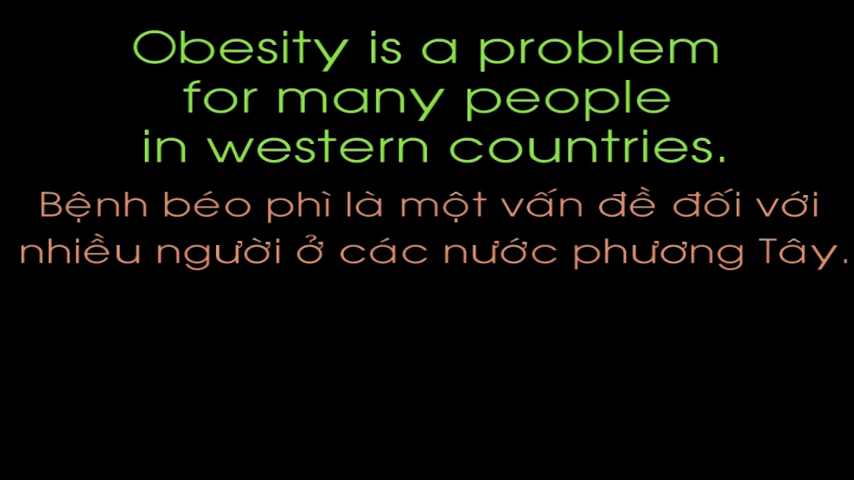 Obesity is a problem
for many people
in western countries.
Bệnh béo phì là một vấn đề đối với
nhiều người ở các nước phương Tây.